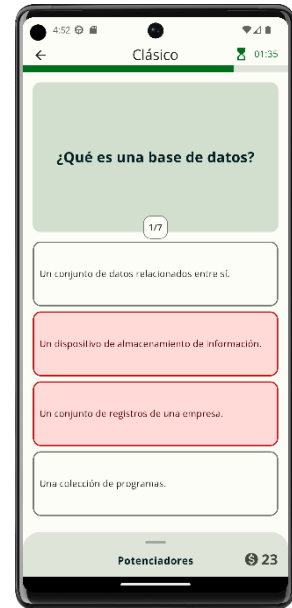 4:52
Clásico
01:35
¿Qué es una base de datos?
1/7
Un conjunto de datos relacionados entre sí.
Un dispositivo de almacenamiento de información.
Un conjunto de registros de una empresa.
Una colección de programas.
Potenciadores
23